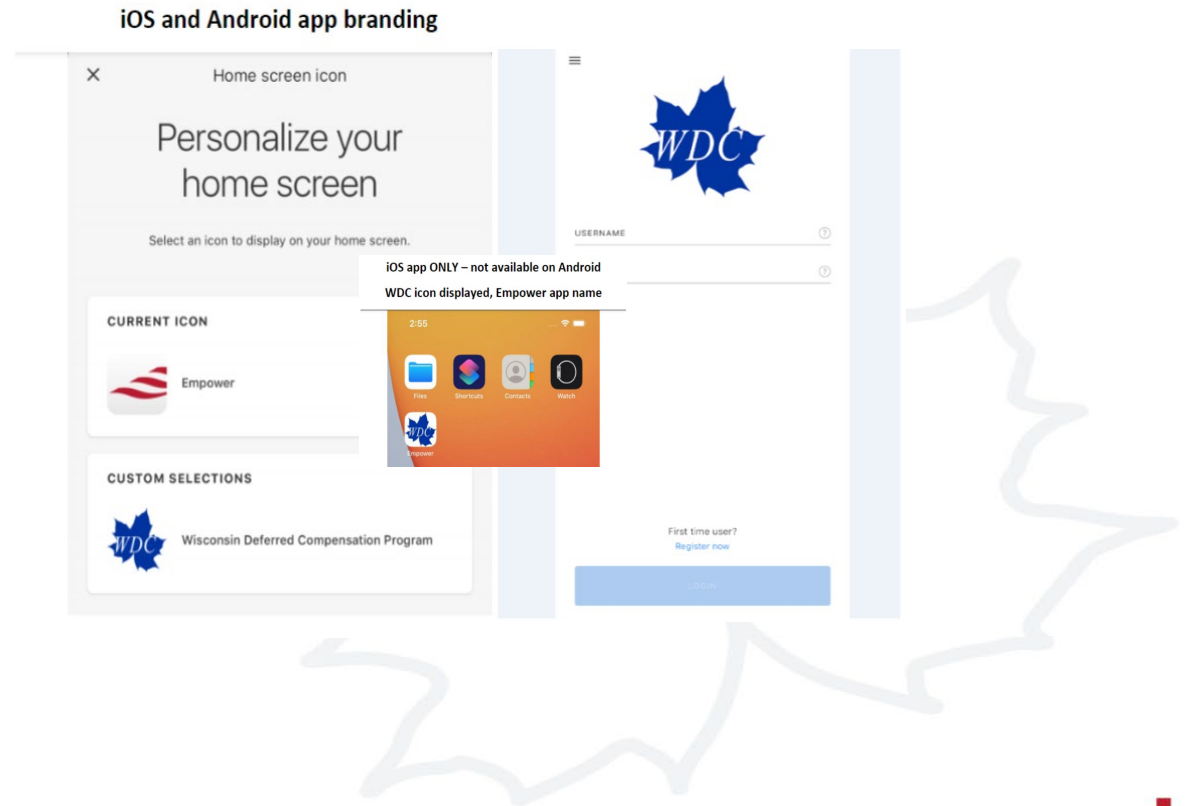 iOS and Android app branding
Home screen icon
Personalize your
home screen
Select an icon to display on your home screen.
CURRENT ICON
Empower
CUSTOM SELECTIONS
WDC
Wisconsin Deferred Compensation Program
iOS app ONLY – not available on Android
WDC icon displayed, Empower app name
2:55
Files
Shortcuts
Contacts
Watch
WDC
Empower
WDC
USERNAME
?
?
First time user?
Register now
LOGIN